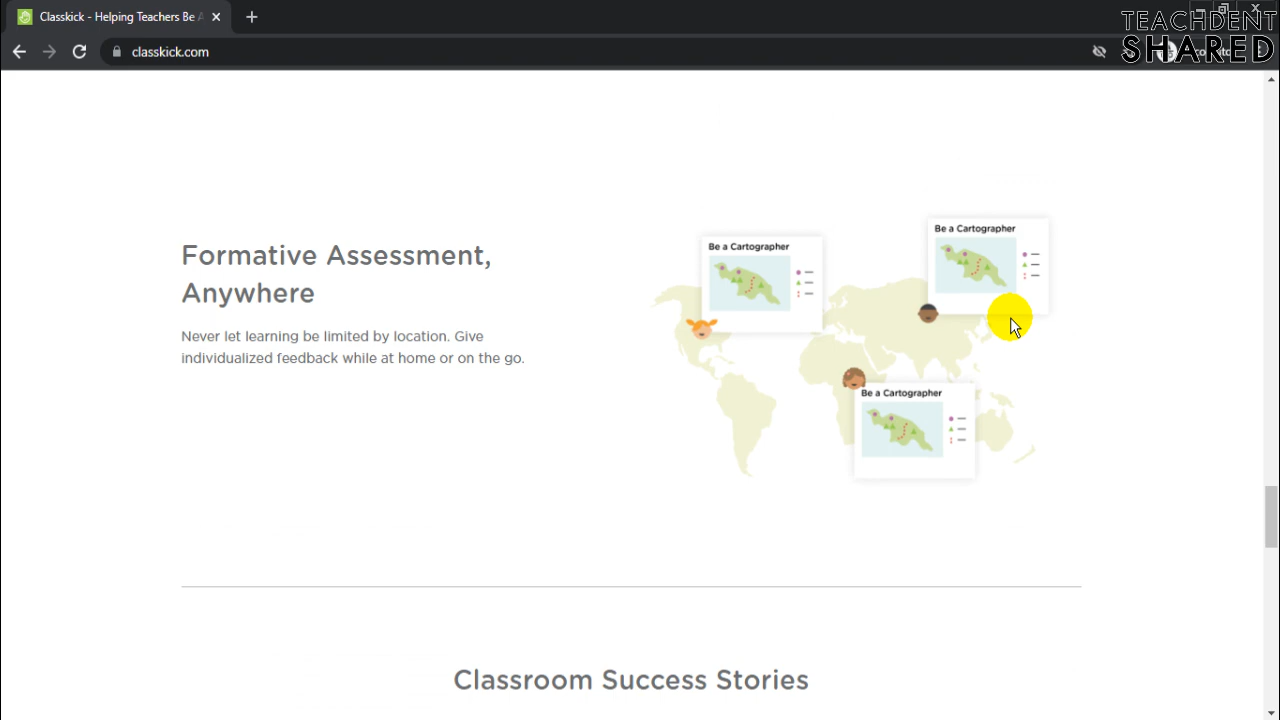 Classkick - Helping Teachers Be A
TEACHDENT
SHARED
classkick.com
Formative Assessment,
Anywhere
Never let learning be limited by location. Give
individualized feedback while at home or on the go.
Be a Cartographer
Be a Cartographer
Be a Cartographer
Classroom Success Stories